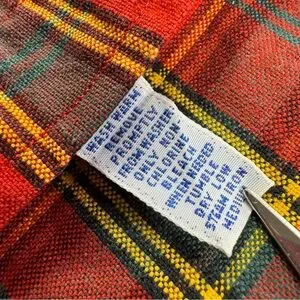 WASH WARM
REMOVE
PROMPTLY
FROM WASHER
ONLY NON
CHLORINE
BLEACH
WHEN NEEDED
TUMBLE
DRY LOW
STEAM IRON
MEDIUM